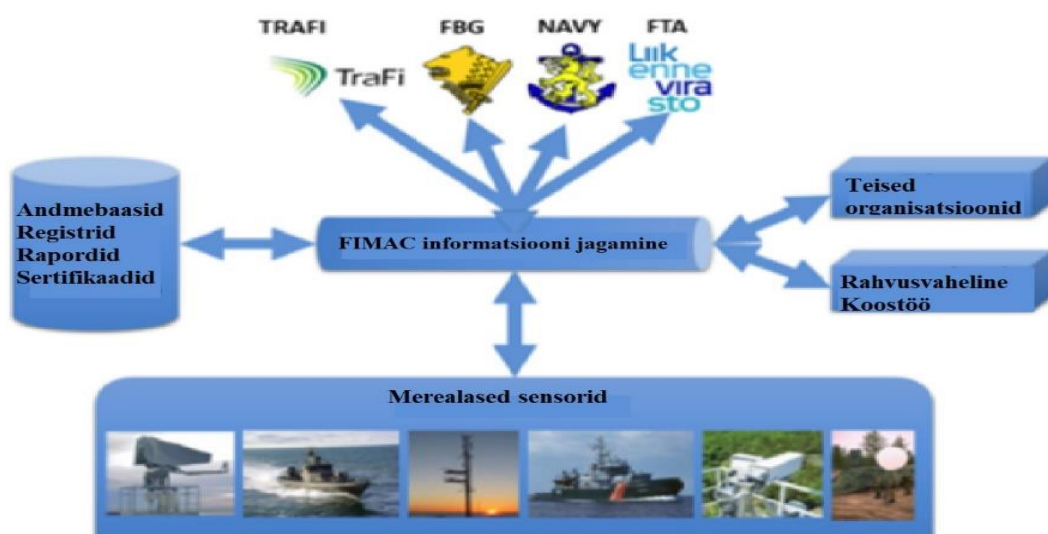 TRAFI FBG NAVY FTA
TraFi
Liik
enne
vira
sto
Andmebaasid
Registrid
Rapordid
Sertifikaadid
FIMAC informatsiooni jagamine
Teised
organisatsioonid
Rahvusvaheline
Koostöö
Merealased sensorid